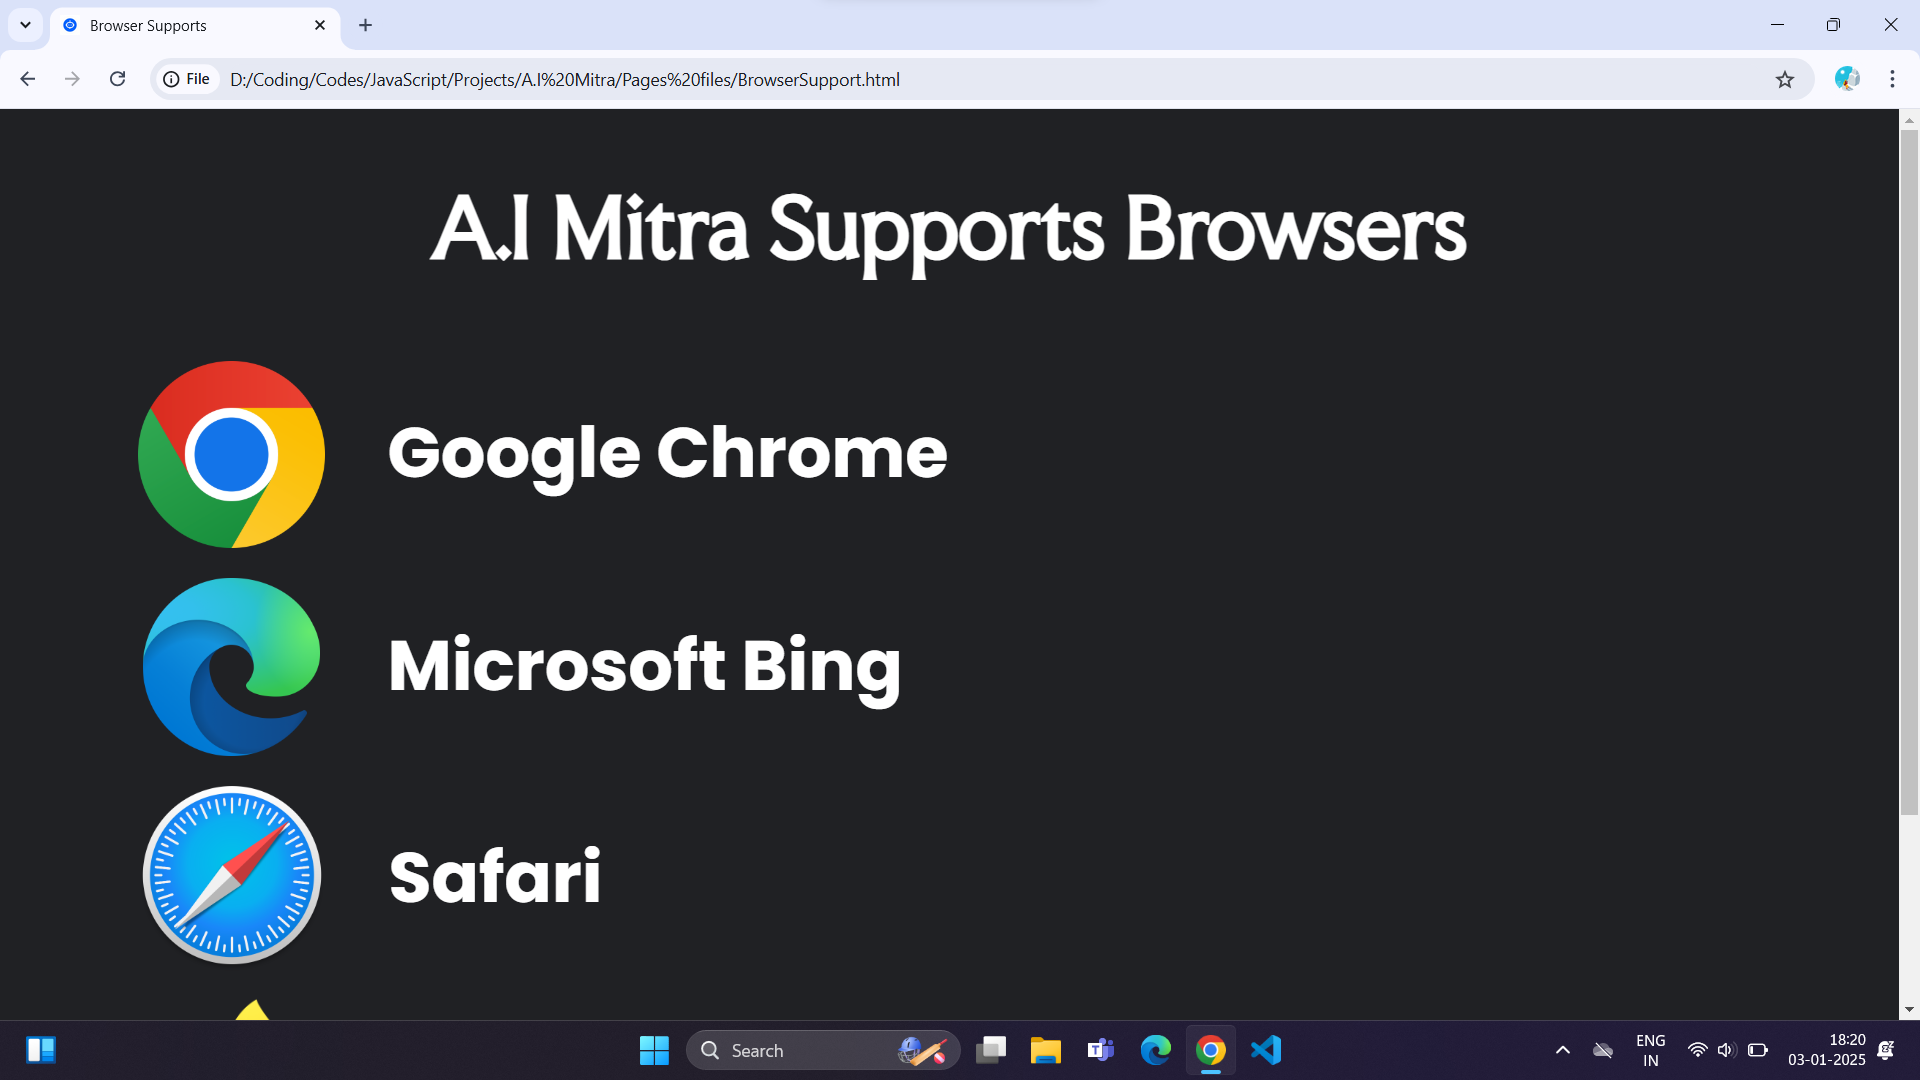 Browser Supports
File
D:/Coding/Codes/JavaScript/Projects/A.I%20Mitra/Pages%20files/BrowserSupport.html
A.I Mitra Supports Browsers
Google Chrome
Microsoft Bing
Safari
Search
ENG
IN
18:20
03-01-2025